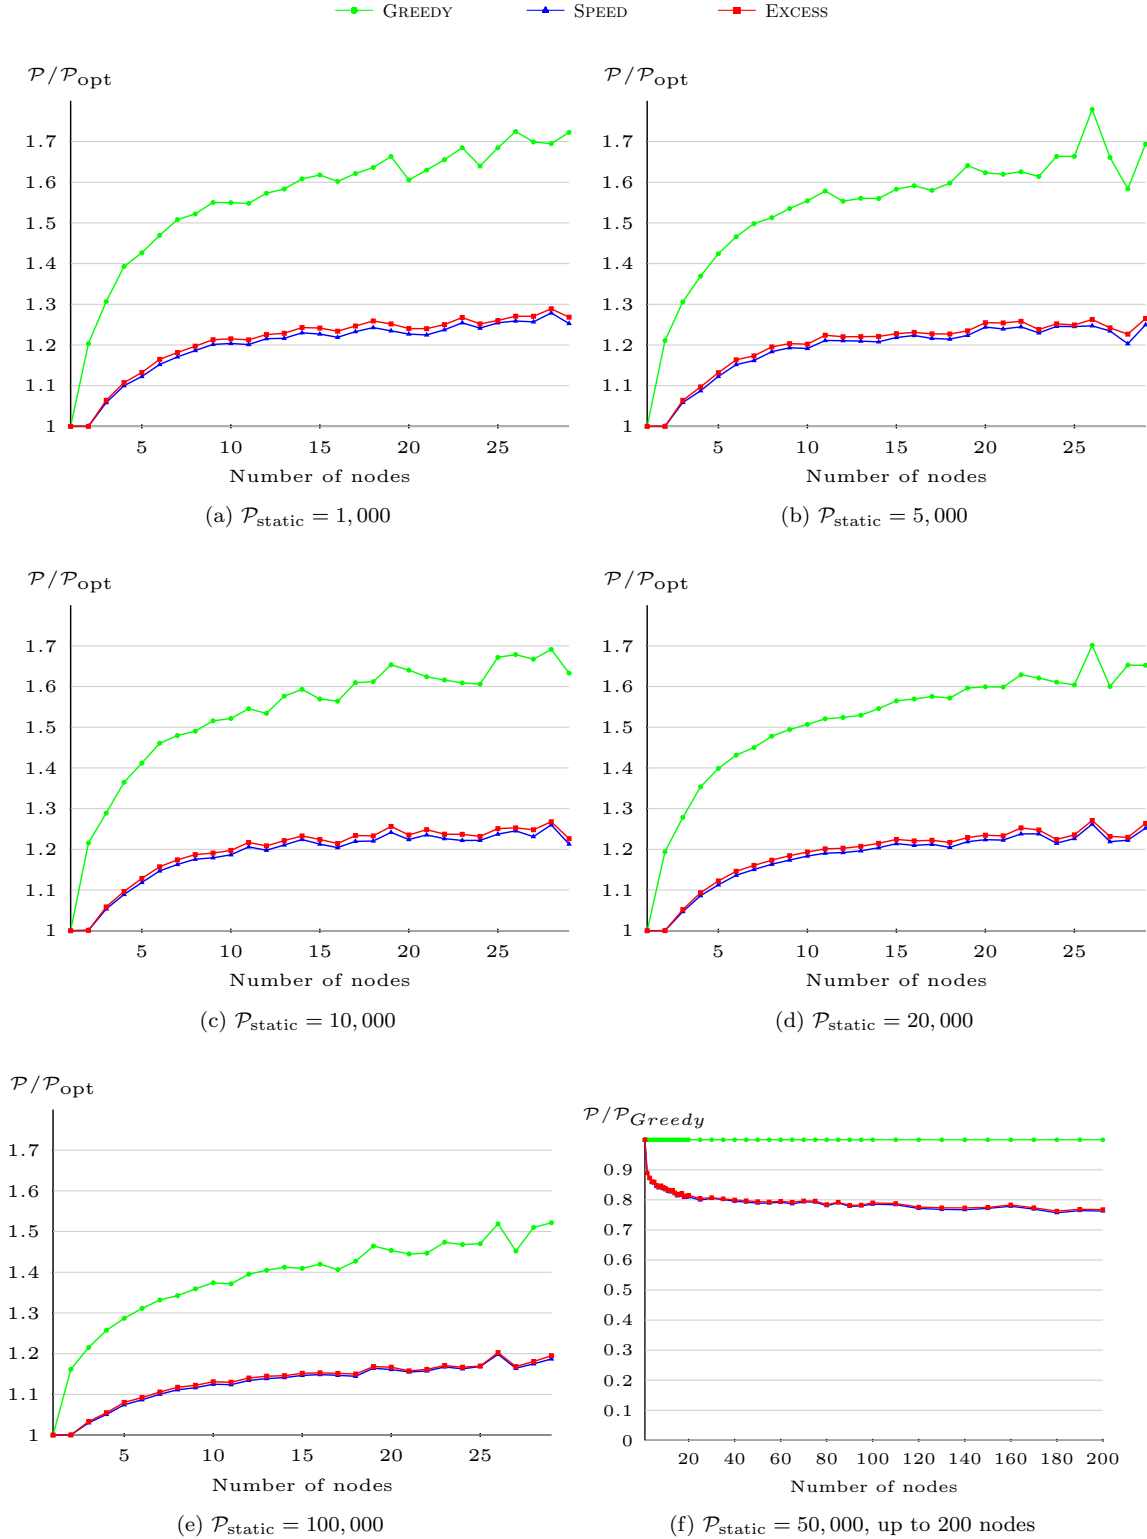 GREEDY SPEED EXCESS
P/Popt
1.7
1.6
1.5
1.4
1.3
1.2
1.1
1
5 10 15 20 25
Number of nodes
(a) Pstatic = 1,000
P/Popt
1.7
1.6
1.5
1.4
1.3
1.2
1.1
1
5 10 15 20 25
Number of nodes
(b) Pstatic = 5,000
P/Popt
1.7
1.6
1.5
1.4
1.3
1.2
1.1
1
5 10 15 20 25
Number of nodes
(c) Pstatic = 10,000
P/Popt
1.7
1.6
1.5
1.4
1.3
1.2
1.1
1
5 10 15 20 25
Number of nodes
(d) Pstatic = 20,000
P/Popt
1.7
1.6
1.5
1.4
1.3
1.2
1.1
1
5 10 15 20 25
Number of nodes
(e) Pstatic = 100,000
P/PGreedy
0.9
0.8
0.7
0.6
0.5
0.4
0.3
0.2
0.1
0
20 40 60 80 100 120 140 160 180 200
Number of nodes
(f) Pstatic = 50,000, up to 200 nodes